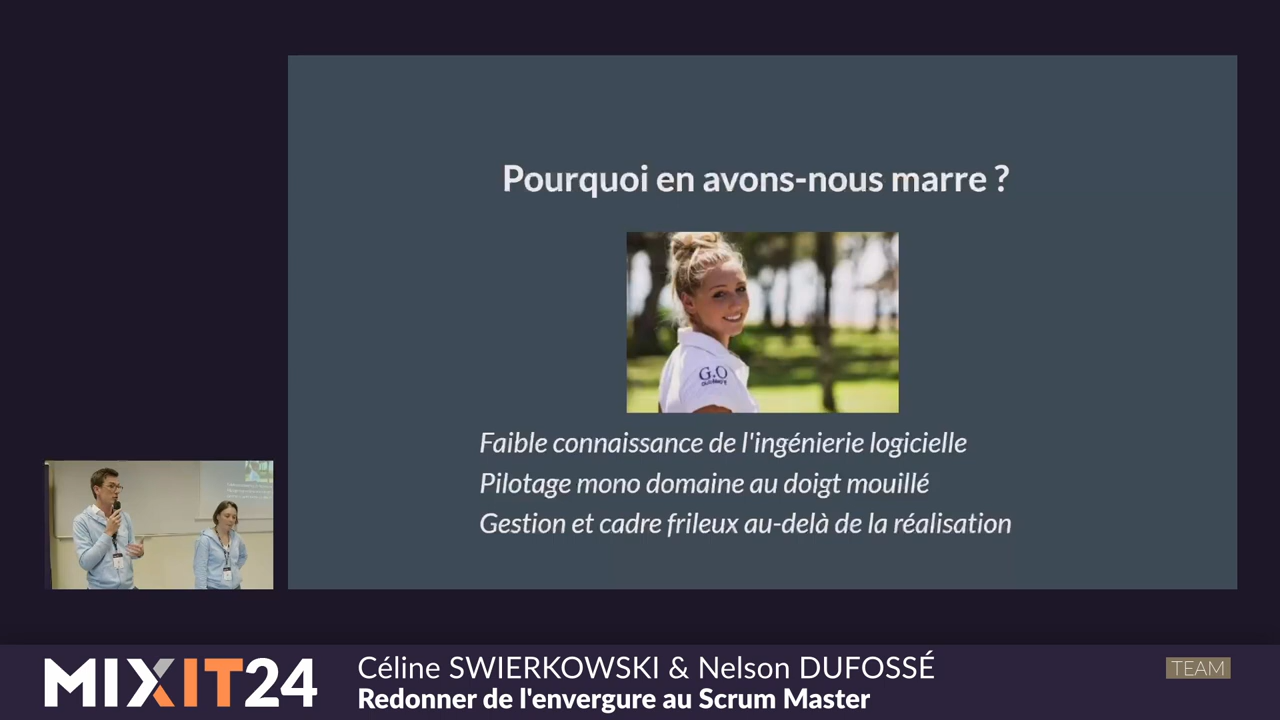 Pourquoi en avons-nous marre ?
G.O
Faible connaissance de l'ingénierie logicielle
Pilotage mono domaine au doigt mouillé
Gestion et cadre frileux au-delà de la réalisation
MIXIT24
Céline SWIERKOWSKI & Nelson DUFOSSÉ
Redonner de l'envergure au Scrum Master
TEAM